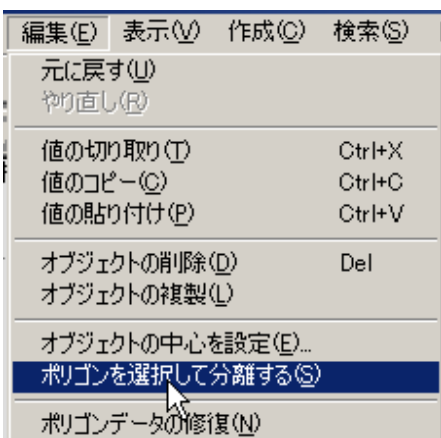 編集(E) 表示(V) 作成(C) 検索(S)
元に戻す(U)
やり直し(R)
値の切り取り(T) Ctrl+X
値のコピー(C) Ctrl+C
値の貼り付け(P) Ctrl+V
オブジェクトの削除(D) Del
オブジェクトの複製(L)
オブジェクトの中心を設定(E)...
ポリゴンを選択して分離する(S)
ポリゴンデータの修復(N)